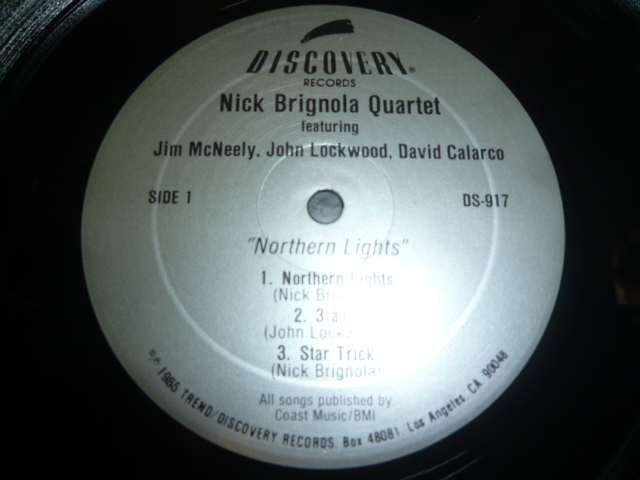 DISCOVERY®
RECORDS
Nick Brignola Quartet
featuring
Jim McNeely, John Lockwood, David Calarco
SIDE 1
DS-917
"Northern Lights"
1. Northern Lights
(Nick
2. 3
(John
3. Star Trick
(Nick Brignola)
All songs published by
Coast Music/BMI
©℗ 1985 TREND/DISCOVERY RECORDS. Box 48081, Los Angeles, CA. 90048